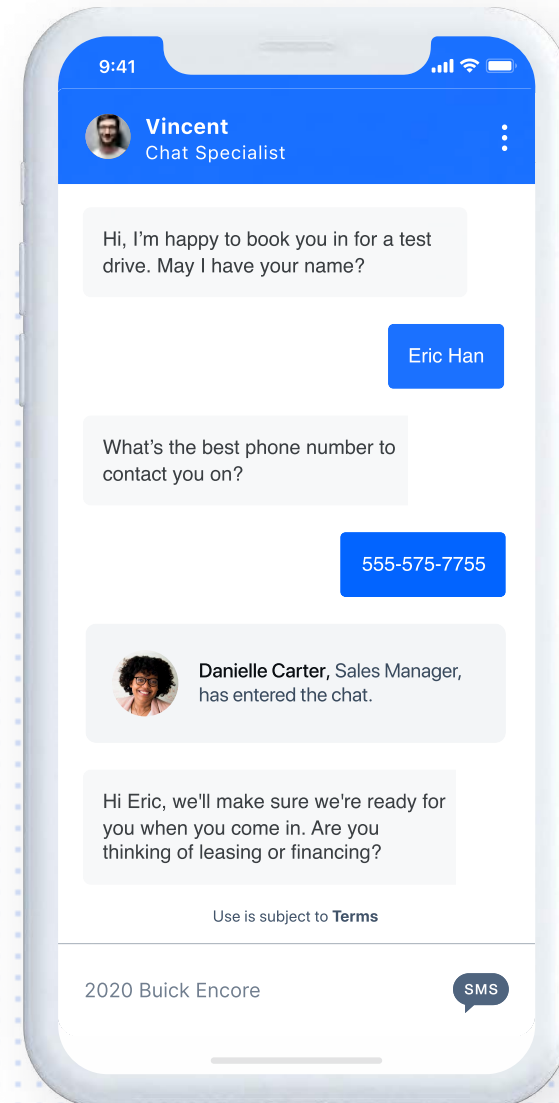 9:41
Vincent
Chat Specialist
Hi, I’m happy to book you in for a test
drive. May I have your name?
Eric Han
What’s the best phone number to
contact you on?
555-575-7755
Danielle Carter, Sales Manager,
has entered the chat.
Hi Eric, we'll make sure we're ready for
you when you come in. Are you
thinking of leasing or financing?
Use is subject to Terms
2020 Buick Encore
SMS